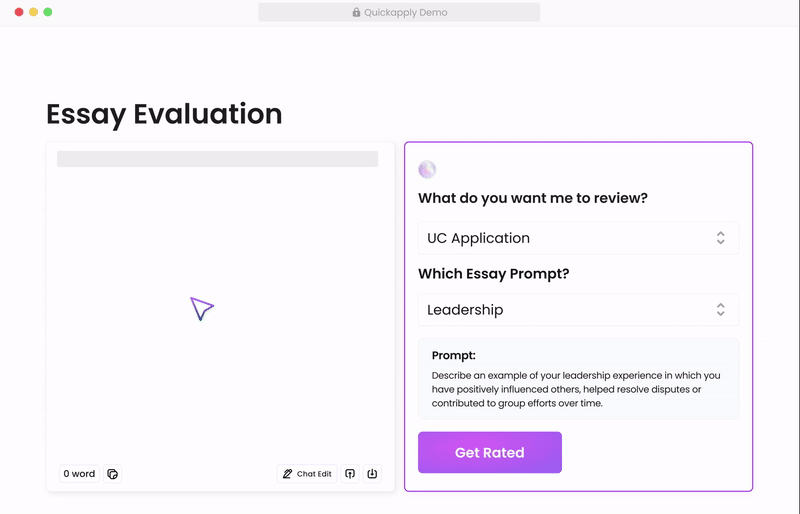 Quickapply Demo
Essay Evaluation
What do you want me to review?
UC Application
Which Essay Prompt?
Leadership
Prompt:
Describe an example of your leadership experience in which you
have positively influenced others, helped resolve disputes or
contributed to group efforts over time.
Get Rated
0 word
Chat Edit